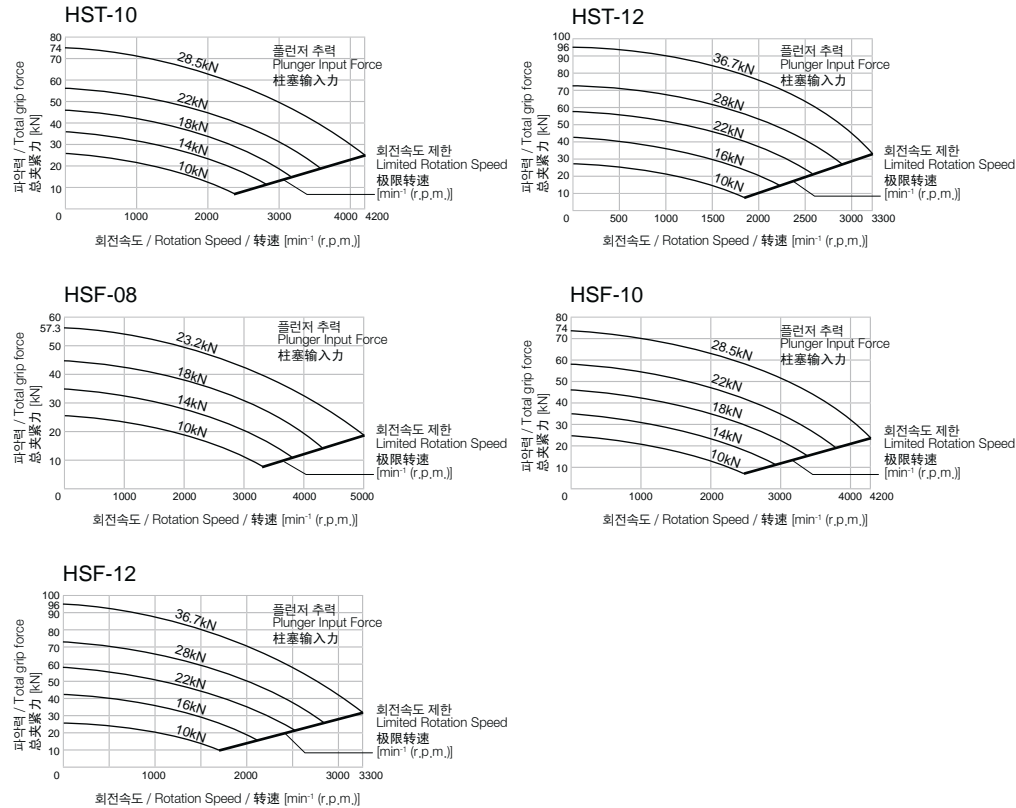 HST-10
파악력 / Total grip force
总夹紧力 [kN]
80
74
60
50
40
30
20
10
0
1000
2000
3000
4000
4200
28.5kN
22kN
18kN
14kN
10kN
플런저 추력
Plunger Input Force
柱塞输入力
회전속도 제한
Limited Rotation Speed
极限转速
[min-1 (r.p.m.)]
회전속도 / Rotation Speed / 转速 [min-1 (r.p.m.)]
HST-12
파악력 / Total grip force
总夹紧力 [kN]
100
96
90
80
70
60
50
40
30
20
10
0
500
1000
1500
2000
2500
3000
3300
36.7kN
28kN
22kN
16kN
10kN
플런저 추력
Plunger Input Force
柱塞输入力
회전속도 제한
Limited Rotation Speed
极限转速
[min-1 (r.p.m.)]
회전속도 / Rotation Speed / 转速 [min-1 (r.p.m.)]
HSF-08
파악력 / Total grip force
总夹紧力 [kN]
60
57.3
50
40
30
20
10
0
1000
2000
3000
4000
5000
23.2kN
18kN
14kN
10kN
플런저 추력
Plunger Input Force
柱塞输入力
회전속도 제한
Limited Rotation Speed
极限转速
[min-1 (r.p.m.)]
회전속도 / Rotation Speed / 转速 [min-1 (r.p.m.)]
HSF-10
파악력 / Total grip force
总夹紧力 [kN]
80
74
60
50
40
30
20
10
0
1000
2000
3000
4000
4200
28.5kN
22kN
18kN
14kN
10kN
플런저 추력
Plunger Input Force
柱塞输入力
회전속도 제한
Limited Rotation Speed
极限转速
[min-1 (r.p.m.)]
회전속도 / Rotation Speed / 转速 [min-1 (r.p.m.)]
HSF-12
파악력 / Total grip force
总夹紧力 [kN]
100
96
90
80
70
60
50
40
30
20
10
0
1000
2000
3000
3300
36.7kN
28kN
22kN
16kN
10kN
플런저 추력
Plunger Input Force
柱塞输入力
회전속도 제한
Limited Rotation Speed
极限转速
[min-1 (r.p.m.)]
회전속도 / Rotation Speed / 转速 [min-1 (r.p.m.)]